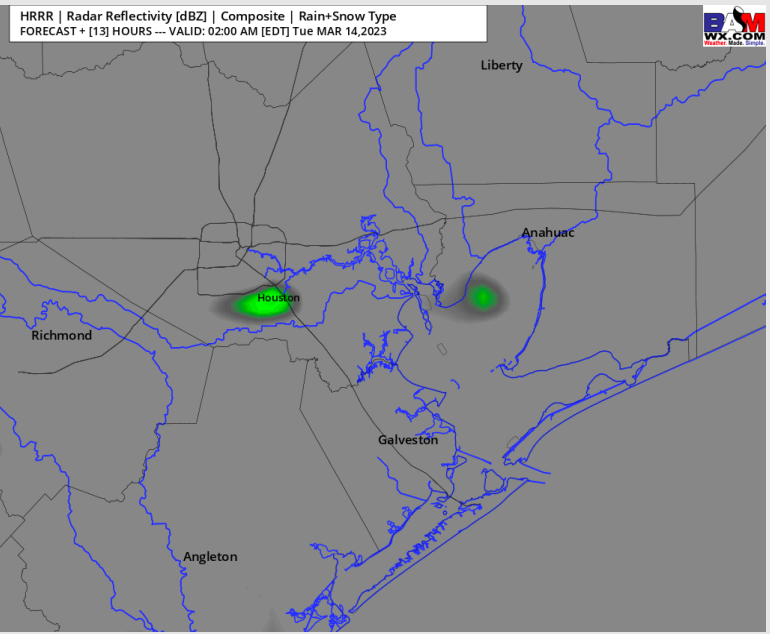 HRRR | Radar Reflectivity [dBZ] | Composite | Rain+Snow Type
FORECAST + [13] HOURS --- VALID: 02:00 AM [EDT] Tue MAR 14,2023
BAM
WX.COM
Weather. Made. Simple.
Liberty
Anahuac
Houston
Richmond
Galveston
Angleton